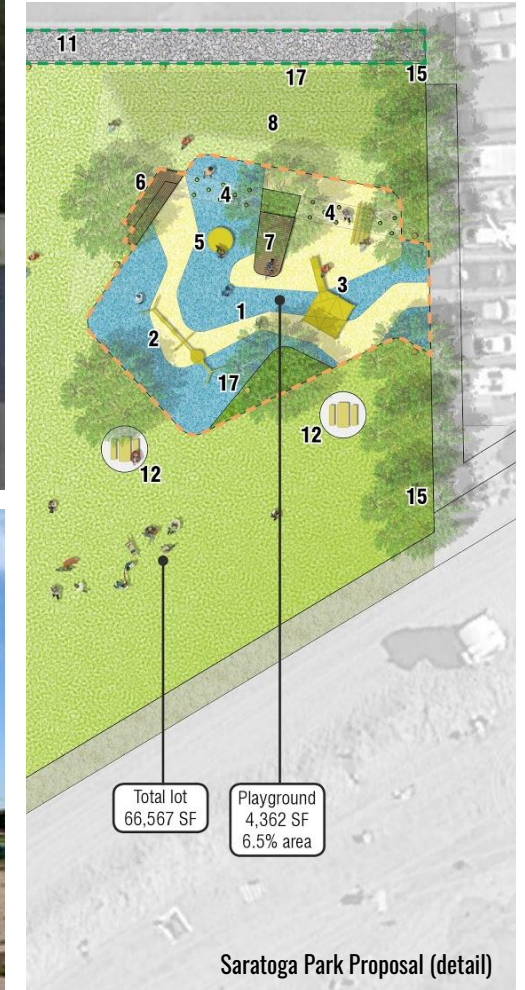 11
17
15
8
6
4
4
5
7
3
1
2
17
12
12
15
Total lot
66,567 SF
Playground
4,362 SF
6.5% area
Saratoga Park Proposal (detail)